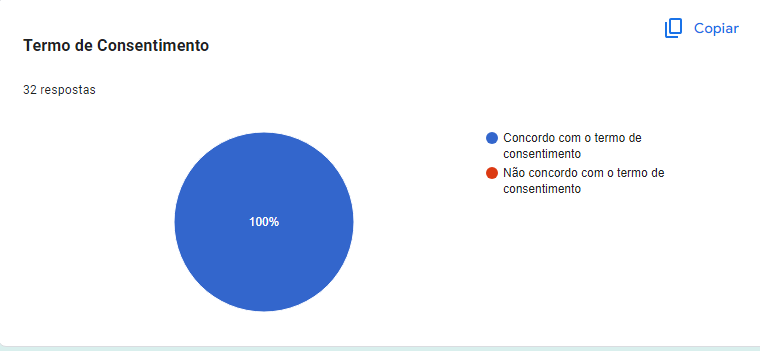 Copiar
Termo de Consentimento
32 respostas
Concordo com o termo de
consentimento
Não concordo com o termo de
consentimento
100%